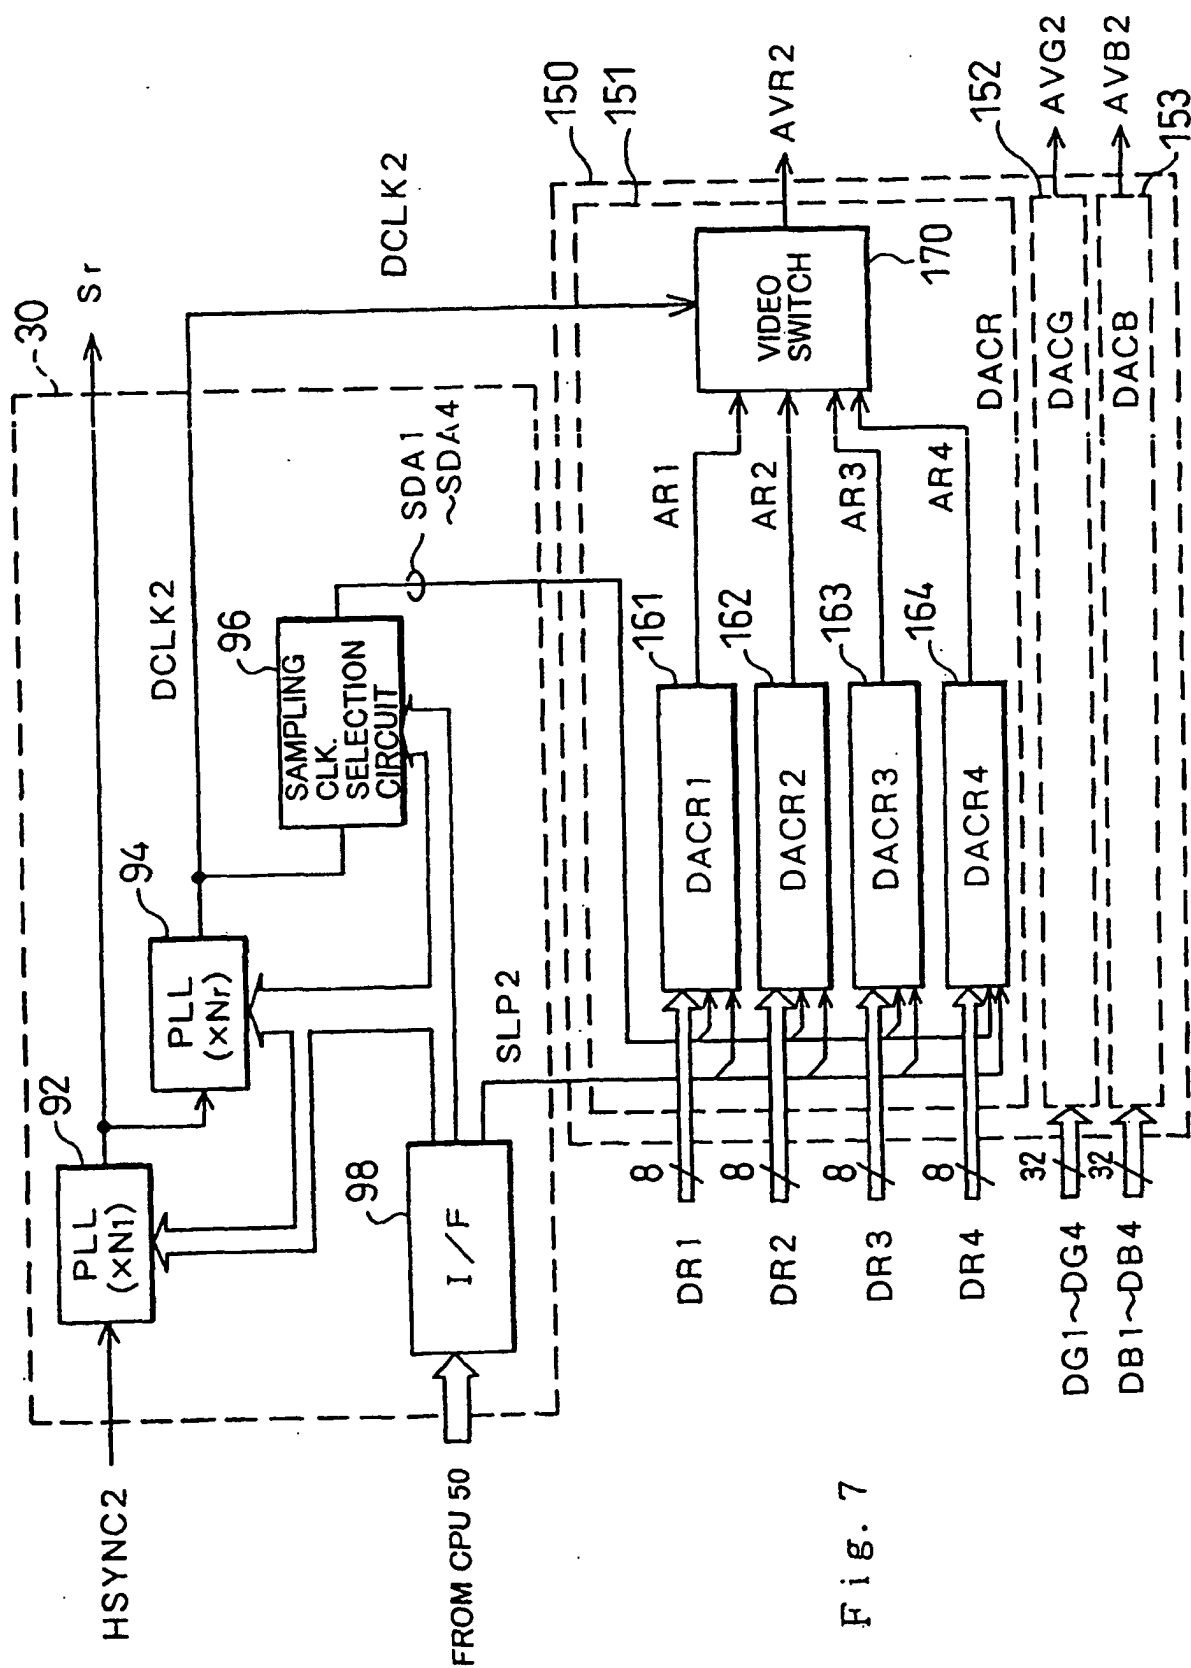 HSYNC2
92
PLL
(×N1)
94
PLL
(×Nr)
DCLK2
30
Sr
96
SAMPLING
CLK.
SELECTION
CIRCUIT
DCLK2
SDA1
~SDA4
FROM CPU 50
98
I/F
SLP2
150
151
161
DR1
8
DACR1
AR1
162
DR2
8
DACR2
AR2
163
DR3
8
DACR3
AR3
164
DR4
8
DACR4
AR4
VIDEO
SWITCH
170
AVR2
DACR
152
DG1~DG4
32
DACG
AVG2
DB1~DB4
32
DACB
AVB2
153
Fig. 7